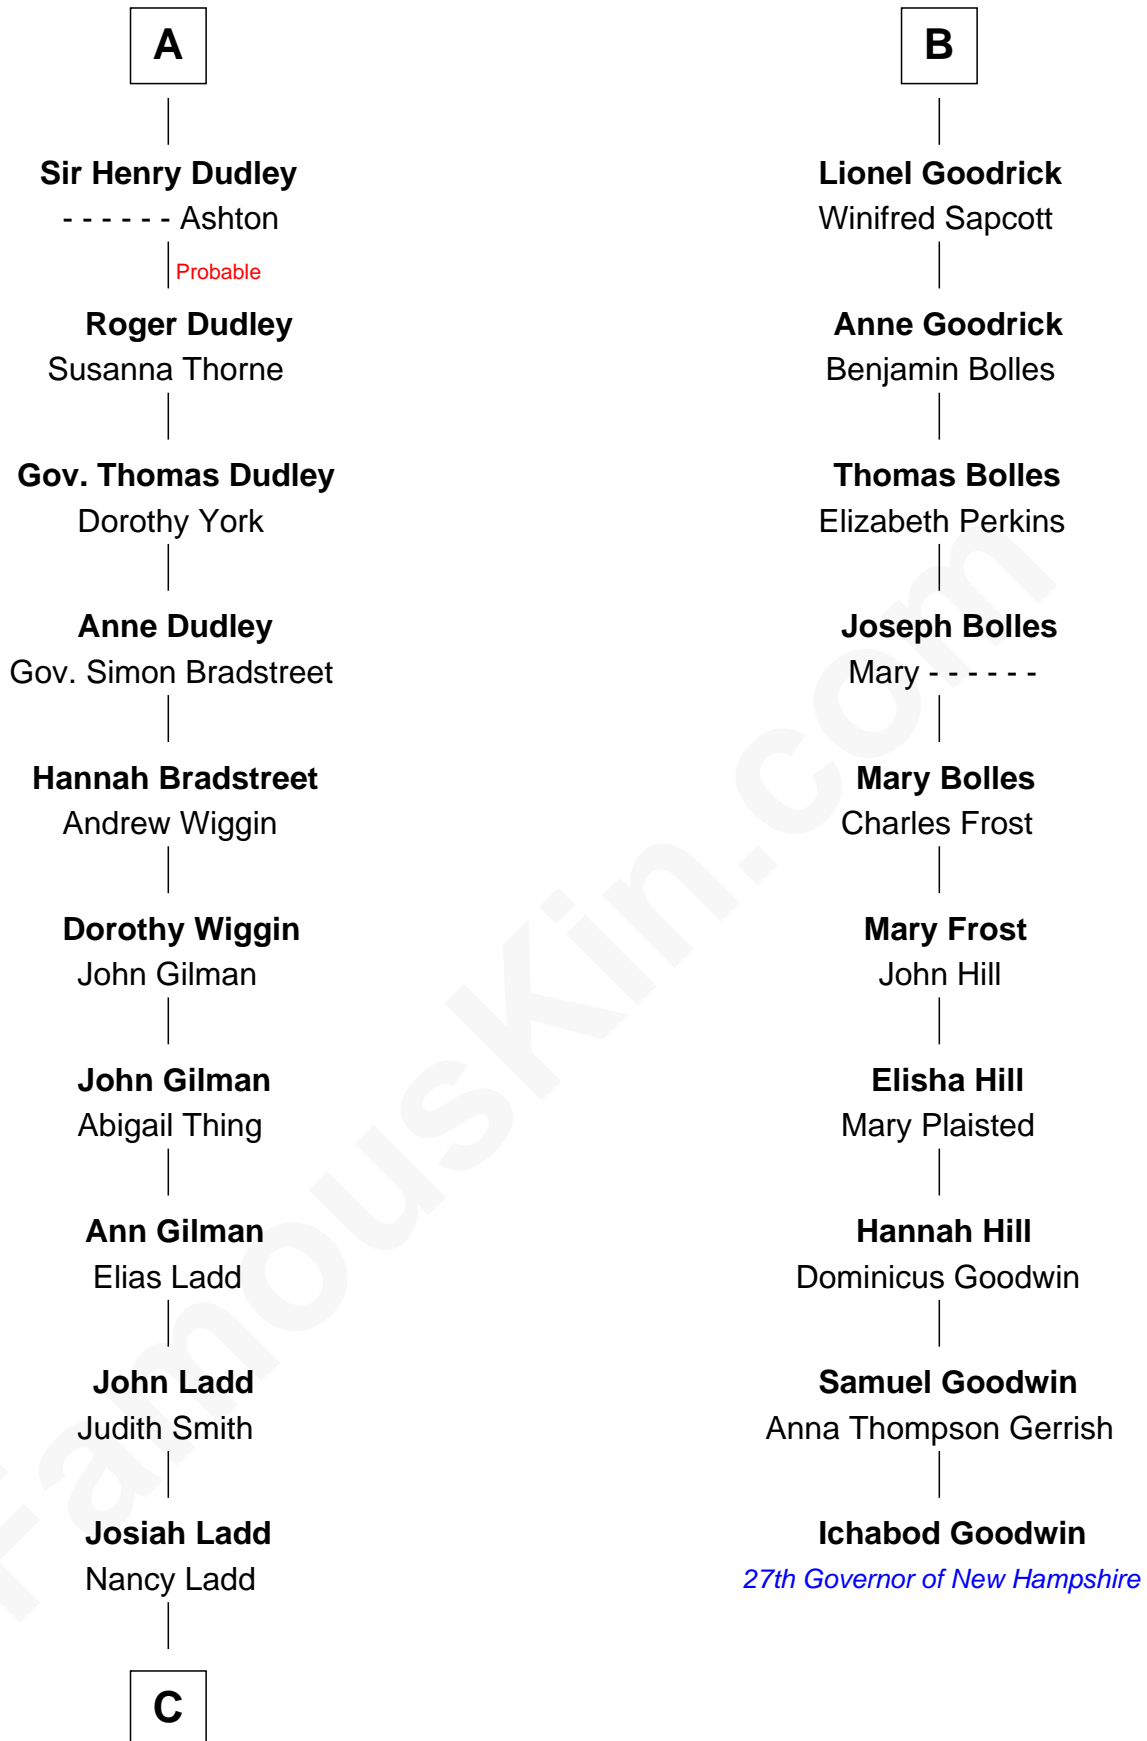 A
Sir Henry Dudley
- - - - - - Ashton
Probable
Roger Dudley
Susanna Thorne
Gov. Thomas Dudley
Dorothy York
Anne Dudley
Gov. Simon Bradstreet
Hannah Bradstreet
Andrew Wiggin
Dorothy Wiggin
John Gilman
John Gilman
Abigail Thing
Ann Gilman
Elias Ladd
John Ladd
Judith Smith
Josiah Ladd
Nancy Ladd
C
B
Lionel Goodrick
Winifred Sapcott
Anne Goodrick
Benjamin Bolles
Thomas Bolles
Elizabeth Perkins
Joseph Bolles
Mary - - - - - -
Mary Bolles
Charles Frost
Mary Frost
John Hill
Elisha Hill
Mary Plaisted
Hannah Hill
Dominicus Goodwin
Samuel Goodwin
Anna Thompson Gerrish
Ichabod Goodwin
27th Governor of New Hampshire
FamousKin.com